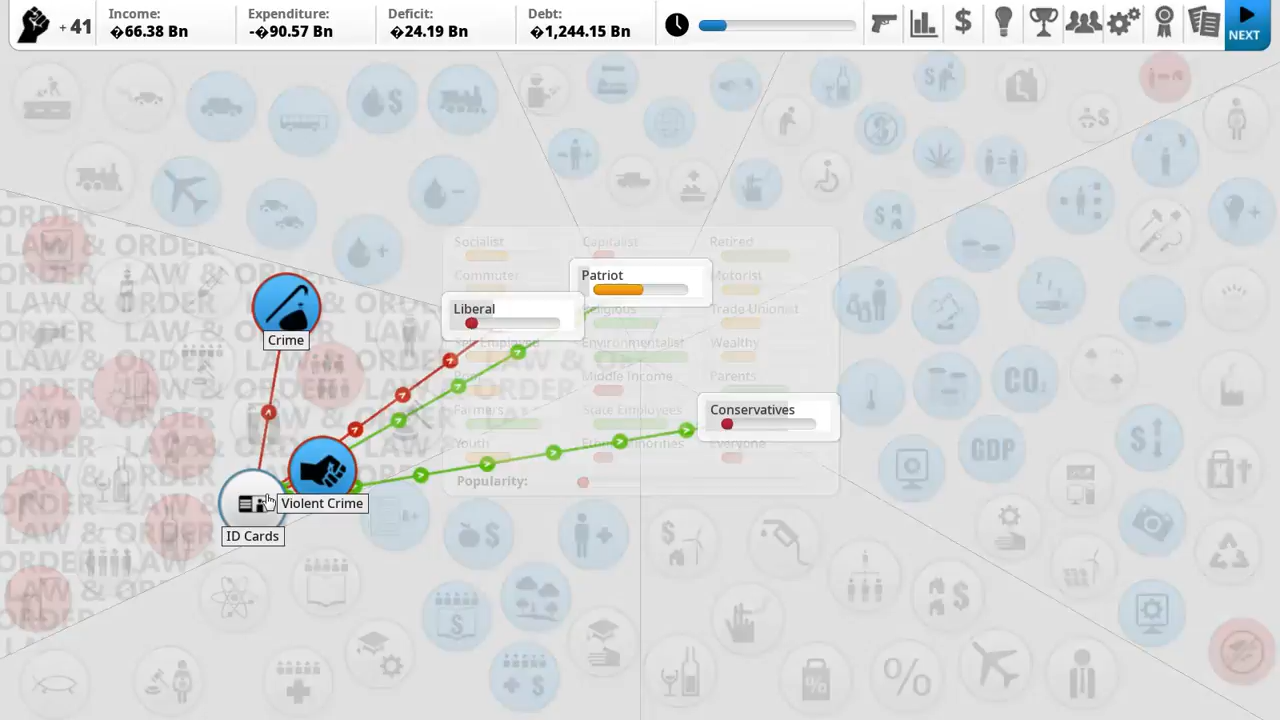 Income:
�66.38 Bn
Expenditure:
-�90.57 Bn
Deficit:
�24.19 Bn
Debt:
�1,244.15 Bn
+ 41
NEXT
LAW & ORDER
Socialist
Capitalist
Retired
Commuter
Patriot
Motorist
Liberal
Religious
Trade Unionist
Self Employed
Environmentalist
Wealthy
Middle Income
Parents
Farmers
State Employees
Conservatives
Youth
Everyone
Popularity:
Crime
Violent Crime
ID Cards
CO₂
GDP